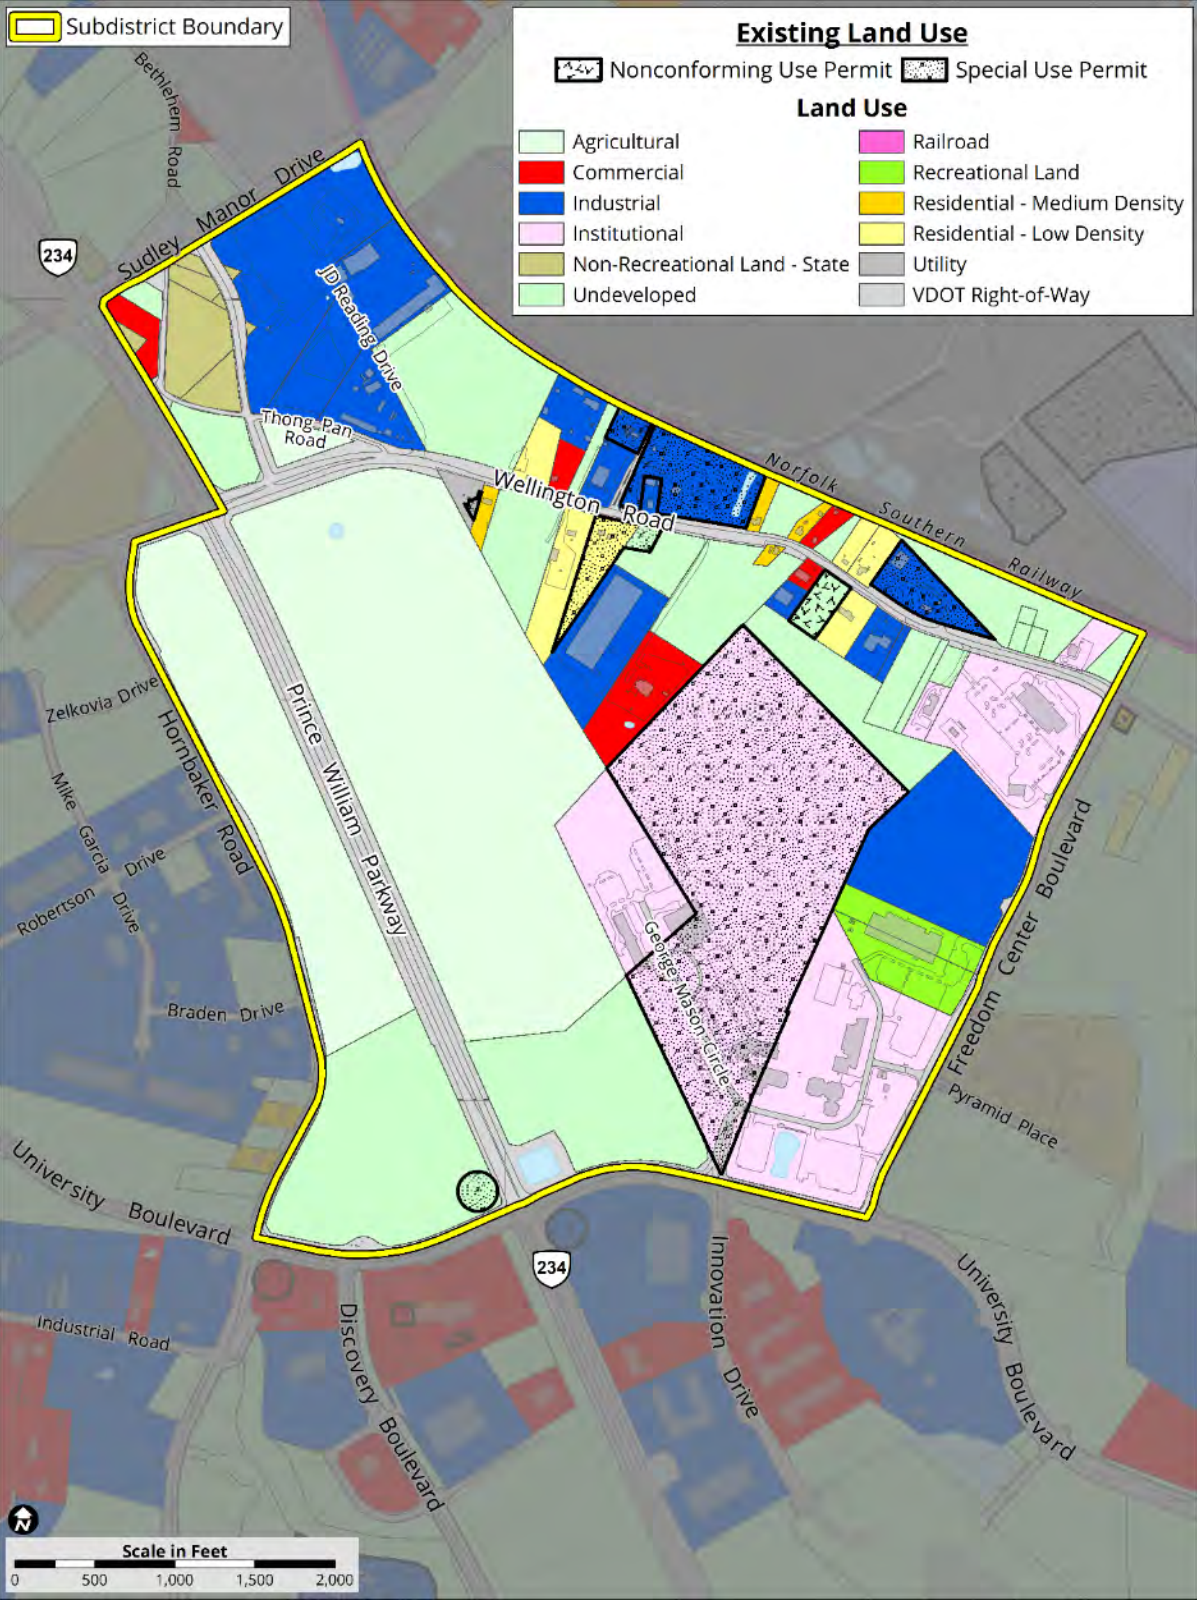 Subdistrict Boundary
Existing Land Use
Nonconforming Use Permit
Special Use Permit
Land Use
Agricultural
Commercial
Industrial
Institutional
Non-Recreational Land - State
Undeveloped
Railroad
Recreational Land
Residential - Medium Density
Residential - Low Density
Utility
VDOT Right-of-Way
Bethlehem Road
Sudley Manor Drive
234
JD Reading Drive
Thong Pan
Road
Wellington Road
Norfolk Southern Railway
Zelkovia Drive
Hornbaker Road
Prince William Parkway
Mike Garcia Drive
Robertson Drive
Braden Drive
George Mason Circle
Freedom Center Boulevard
Pyramid Place
University Boulevard
234
Innovation Drive
University Boulevard
Industrial Road
Discovery Boulevard
N
Scale in Feet
0 500 1,000 1,500 2,000